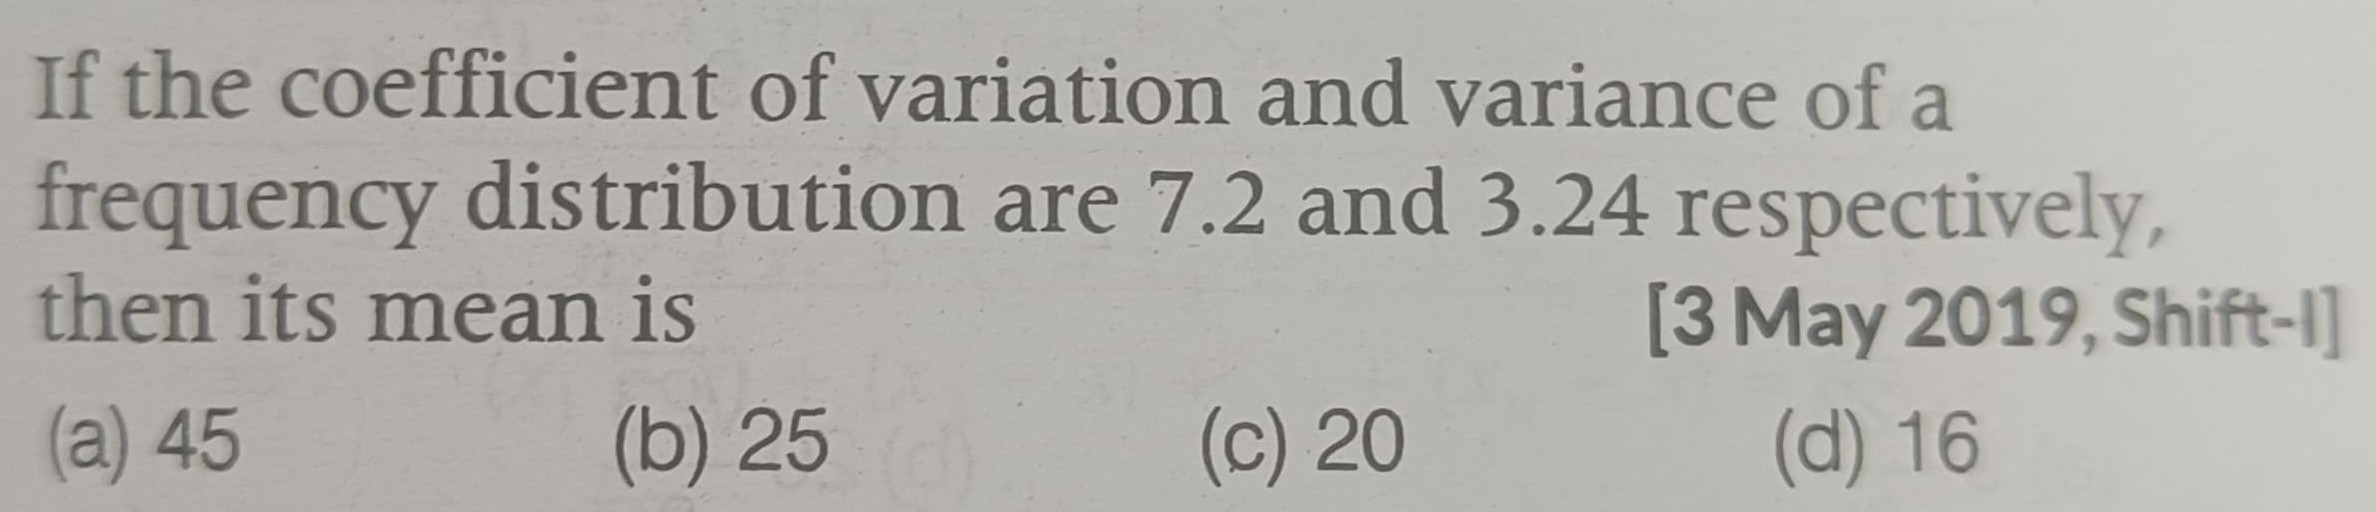 If the coefficient of variation and variance of a
frequency distribution are 7.2 and 3.24 respectively,
then its mean is [3 May 2019, Shift-I]
(a) 45 (b) 25 (c) 20 (d) 16